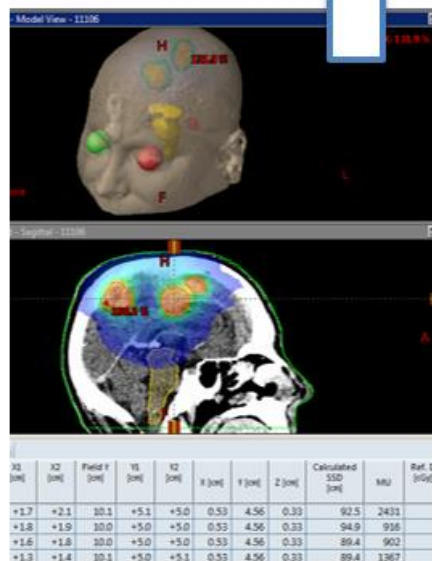 - Model View - 11106
H
F
L
- Sagittal - 11106
H
A
X1 [cm] X2 [cm] Field Y [cm] Y1 [cm] Y2 [cm] X [cm] Y [cm] Z [cm] Calculated SSD [cm] MU Ref. D [cGy]
+1.7 +2.1 10.1 +5.1 +5.0 0.53 4.56 0.33 92.5 2431
+1.8 +1.9 10.0 +5.0 +5.0 0.53 4.56 0.33 94.9 916
+1.6 +1.8 10.0 +5.0 +5.0 0.53 4.56 0.33 89.4 902
+1.3 +1.4 10.1 +5.0 +5.1 0.53 4.56 0.33 89.4 1367